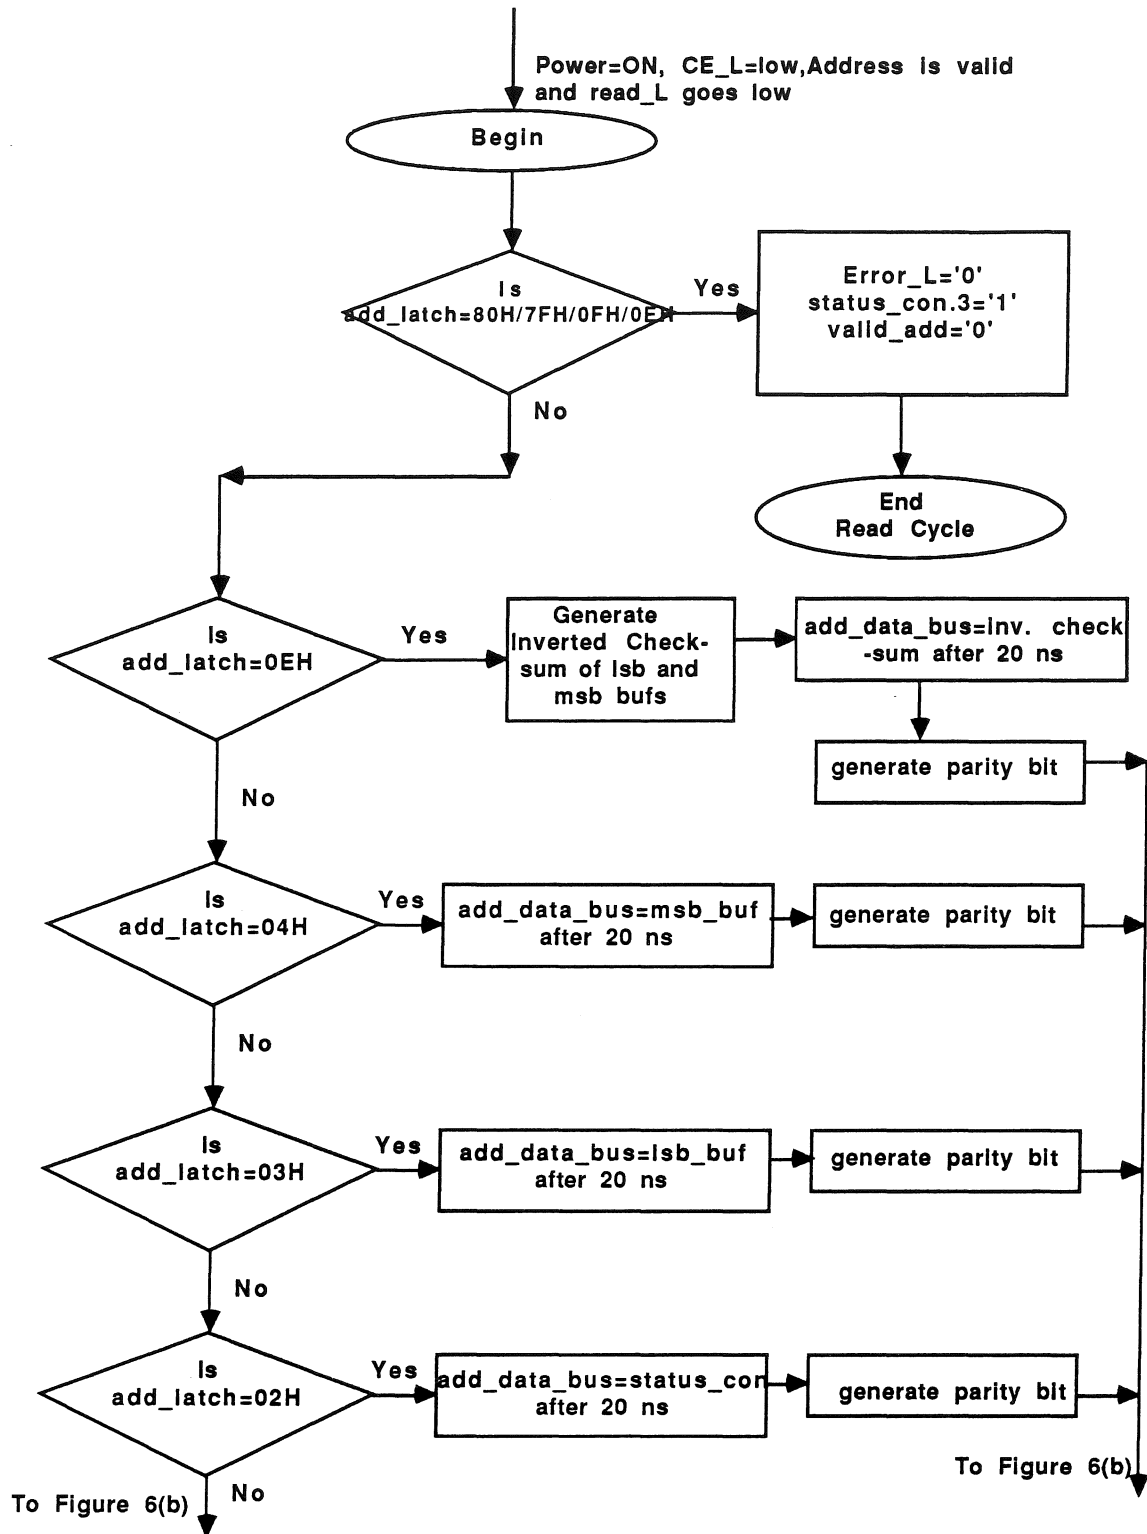 Power=ON, CE_L=low,Address is valid
and read_L goes low
Begin
Is
add_latch=80H/7FH/0FH/0EH
Yes
Error_L='0'
status_con.3='1'
valid_add='0'
No
End
Read Cycle
Is
add_latch=0EH
Yes
Generate
Inverted Check-
sum of lsb and
msb bufs
add_data_bus=inv. check
-sum after 20 ns
generate parity bit
No
Is
add_latch=04H
Yes
add_data_bus=msb_buf
after 20 ns
generate parity bit
No
Is
add_latch=03H
Yes
add_data_bus=lsb_buf
after 20 ns
generate parity bit
No
Is
add_latch=02H
Yes
add_data_bus=status_con
after 20 ns
generate parity bit
To Figure 6(b)
No
To Figure 6(b)